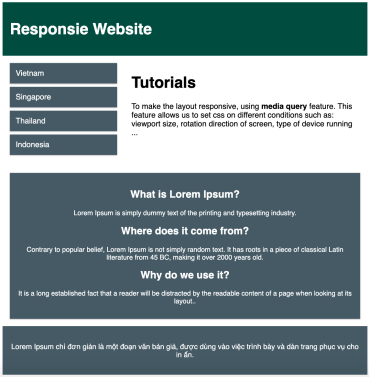 Responsie Website
Vietnam
Singapore
Thailand
Indonesia
Tutorials
To make the layout responsive, using media query feature. This
feature allows us to set css on different conditions such as:
viewport size, rotation direction of screen, type of device running
...
What is Lorem Ipsum?
Lorem Ipsum is simply dummy text of the printing and typesetting industry.
Where does it come from?
Contrary to popular belief, Lorem Ipsum is not simply random text. It has roots in a piece of classical Latin
literature from 45 BC, making it over 2000 years old.
Why do we use it?
It is a long established fact that a reader will be distracted by the readable content of a page when looking at its
layout..
Lorem Ipsum chỉ đơn giản là một đoạn văn bản giả, được dùng vào việc trình bày và dàn trang phục vụ cho
in ấn.